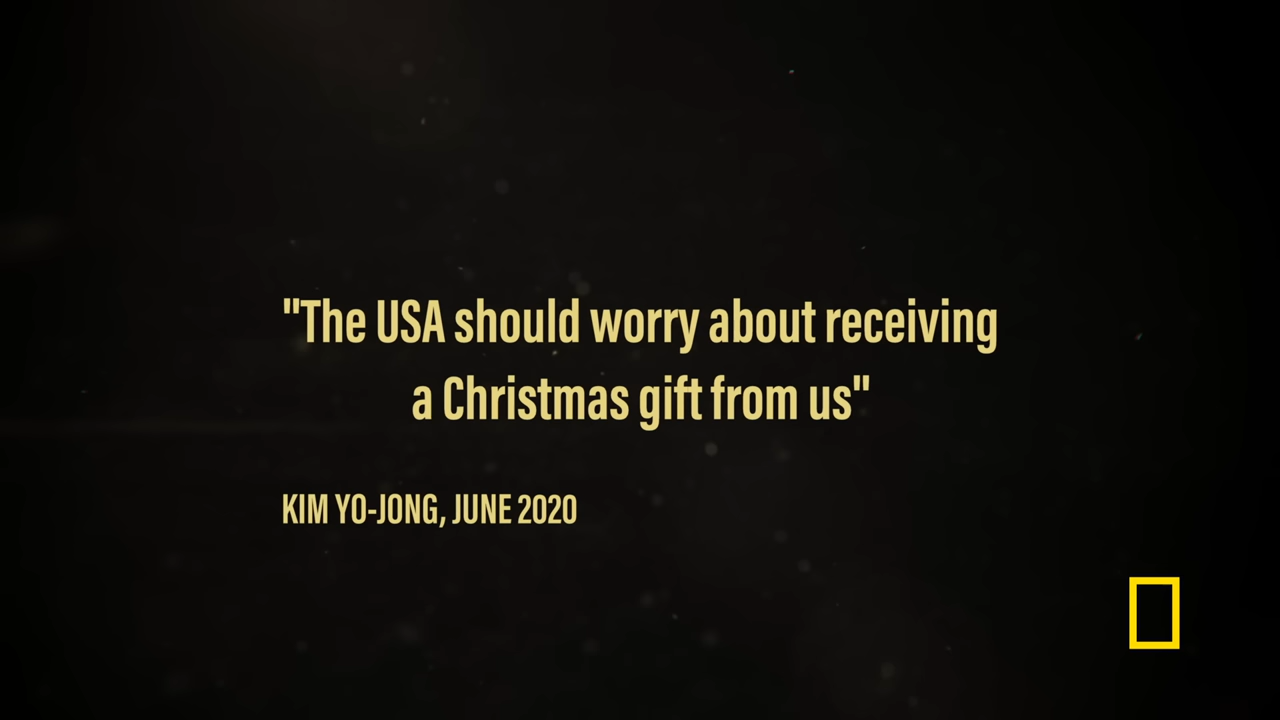 "The USA should worry about receiving
a Christmas gift from us"
KIM YO-JONG, JUNE 2020